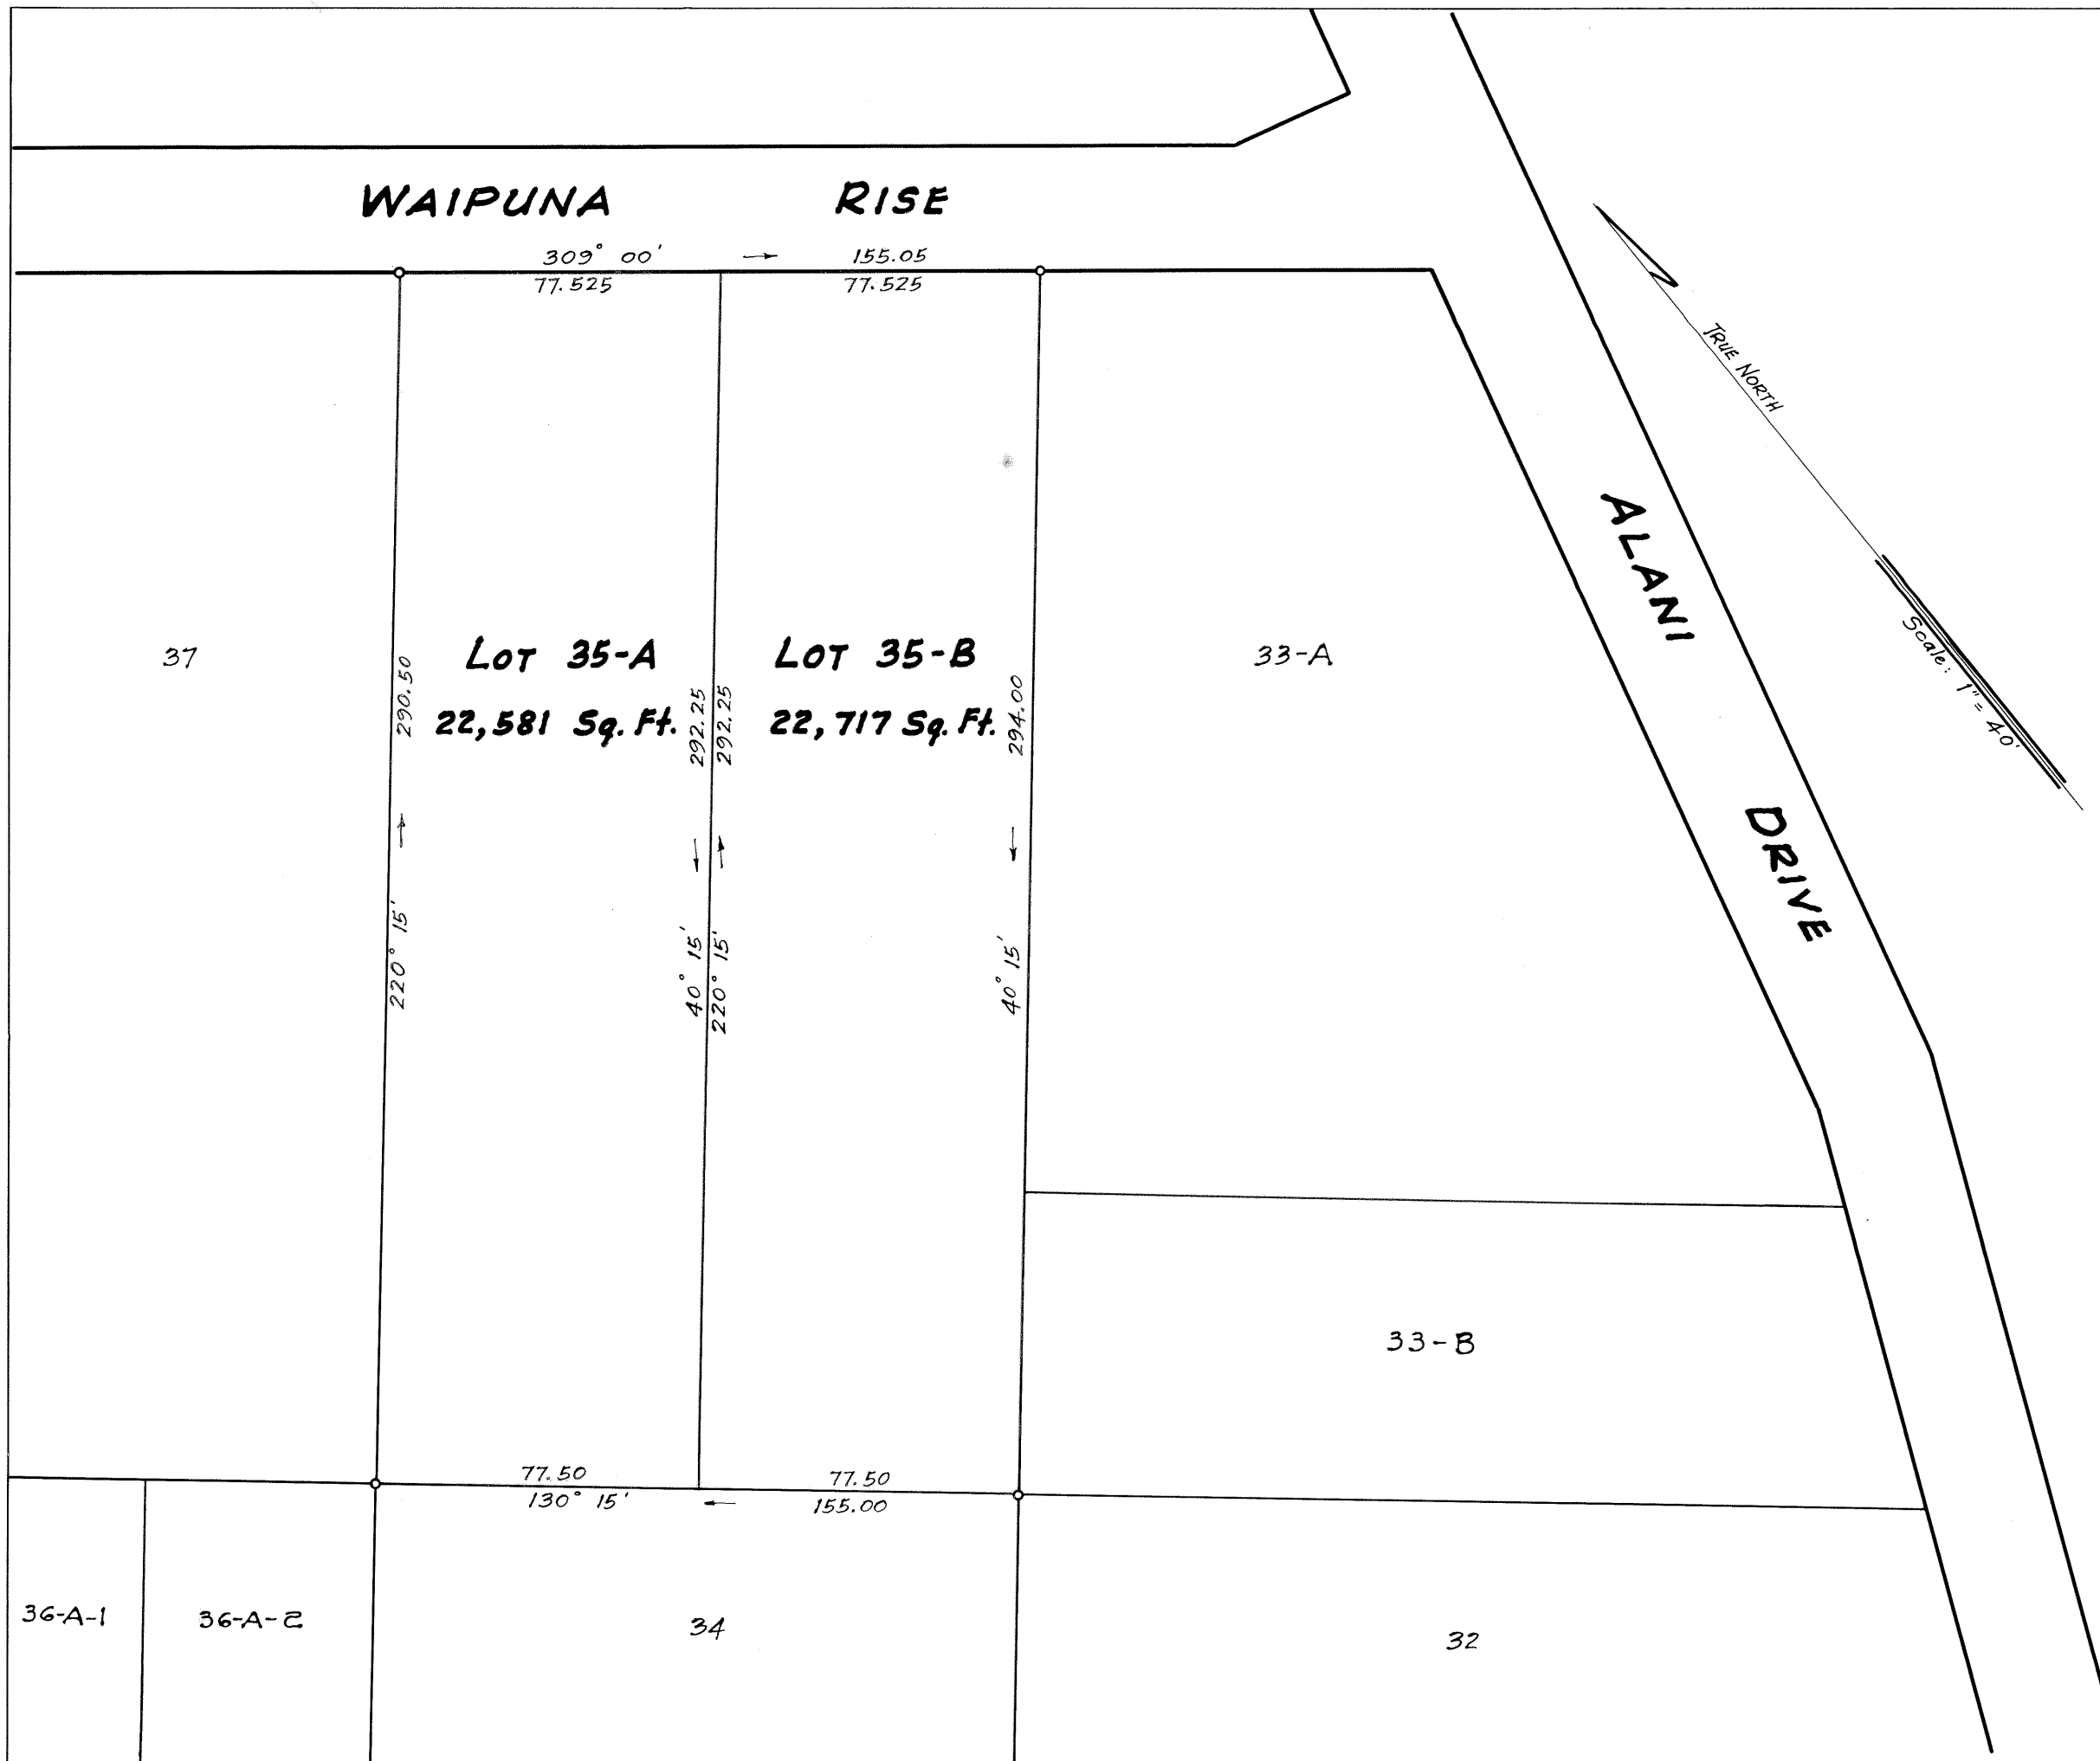 WAIPUNA RISE
309° 00' → 155.05
77.525 77.525
TRUE NORTH
Scale: 1" = 40'
ALANI DRIVE
37
LOT 35-A
22,581 Sq. Ft.
LOT 35-B
22,717 Sq. Ft.
33-A
220° 15' → 290.50
40° 15' ← 292.25
220° 15' → 292.25
40° 15' ← 294.00
33-B
77.50 77.50
130° 15' ← 155.00
36-A-1
36-A-2
34
32